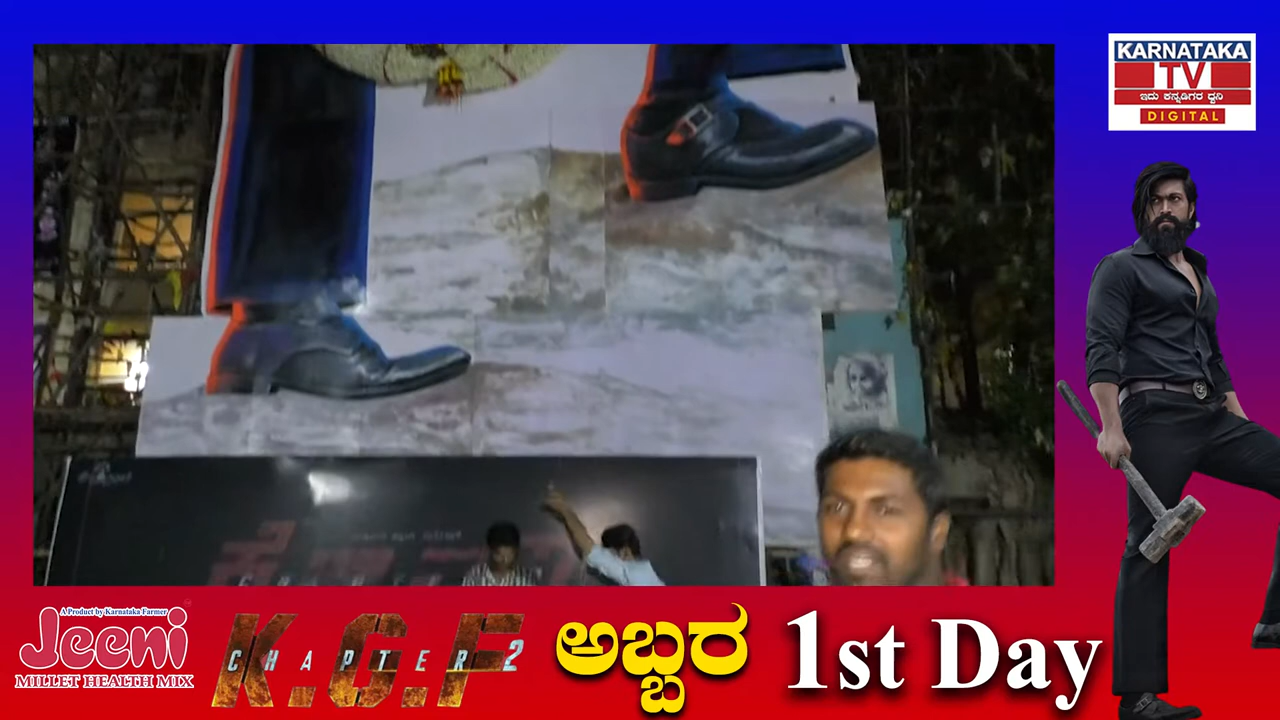 KARNATAKA
TV
ಇದು ಕನ್ನಡಿಗರ ಧ್ವನಿ
DIGITAL
A Product by Karnataka Farmer
Jeeni
MILLET HEALTH MIX
K.G.F
CHAPTER 2
ಅಬ್ಬರ
1st Day